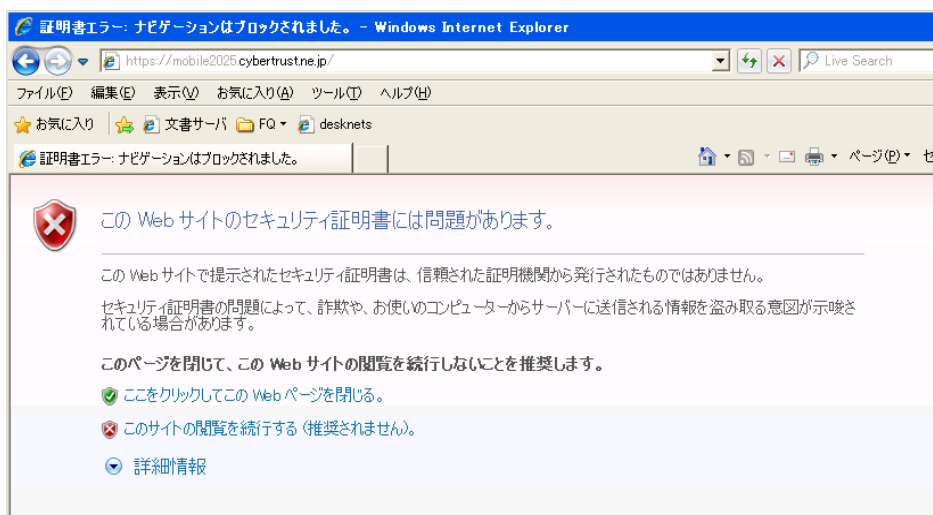 証明書エラー: ナビゲーションはブロックされました。 - Windows Internet Explorer
https://mobile2025.cybertrust.ne.jp/
Live Search
ファイル(F) 編集(E) 表示(V) お気に入り(A) ツール(T) ヘルプ(H)
お気に入り 文書サーバ FQ desknets
証明書エラー: ナビゲーションはブロックされました。
ページ(P) セ
この Web サイトのセキュリティ証明書には問題があります。
この Web サイトで提示されたセキュリティ証明書は、信頼された証明機関から発行されたものではありません。
セキュリティ証明書の問題によって、詐欺や、お使いのコンピューターからサーバーに送信される情報を盗み取る意図が示唆さ
れている場合があります。
このページを閉じて、この Web サイトの閲覧を続行しないことを推奨します。
ここをクリックしてこの Web ページを閉じる。
このサイトの閲覧を続行する (推奨されません)。
詳細情報